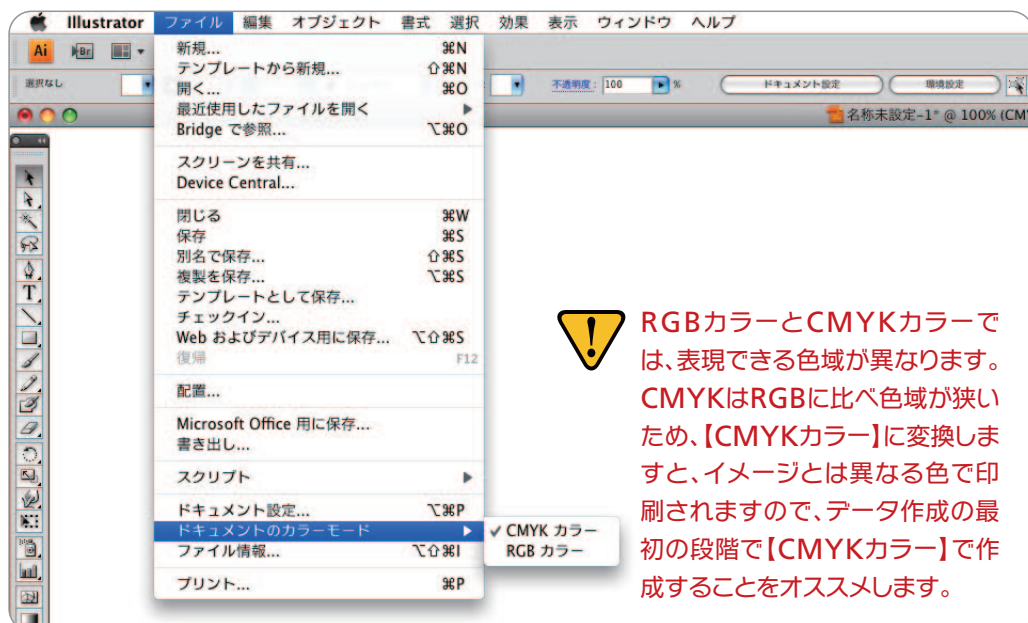 Illustrator ファイル 編集 オブジェクト 書式 選択 効果 表示 ウィンドウ ヘルプ
Ai Br
選択なし 不透明度: 100 % ドキュメント設定 環境設定
名称未設定-1* @ 100% (CM
新規... ⌘N
テンプレートから新規... ⇧⌘N
開く... ⌘O
最近使用したファイルを開く ▶
Bridge で参照... ⌥⌘O
スクリーンを共有...
Device Central...
閉じる ⌘W
保存 ⌘S
別名で保存... ⇧⌘S
複製を保存... ⌥⌘S
テンプレートとして保存...
チェックイン...
Web およびデバイス用に保存... ⌥⇧⌘S
復帰 F12
配置...
Microsoft Office 用に保存...
書き出し...
スクリプト ▶
ドキュメント設定... ⌥⌘P
ドキュメントのカラーモード ▶ ✓ CMYK カラー
ファイル情報... ⌥⇧⌘I RGB カラー
プリント... ⌘P
RGBカラーとCMYKカラーで
は、表現できる色域が異なります。
CMYKはRGBに比べ色域が狭い
ため、【CMYKカラー】に変換しま
すと、イメージとは異なる色で印
刷されますので、データ作成の最
初の段階で【CMYKカラー】で作
成することをオススメします。